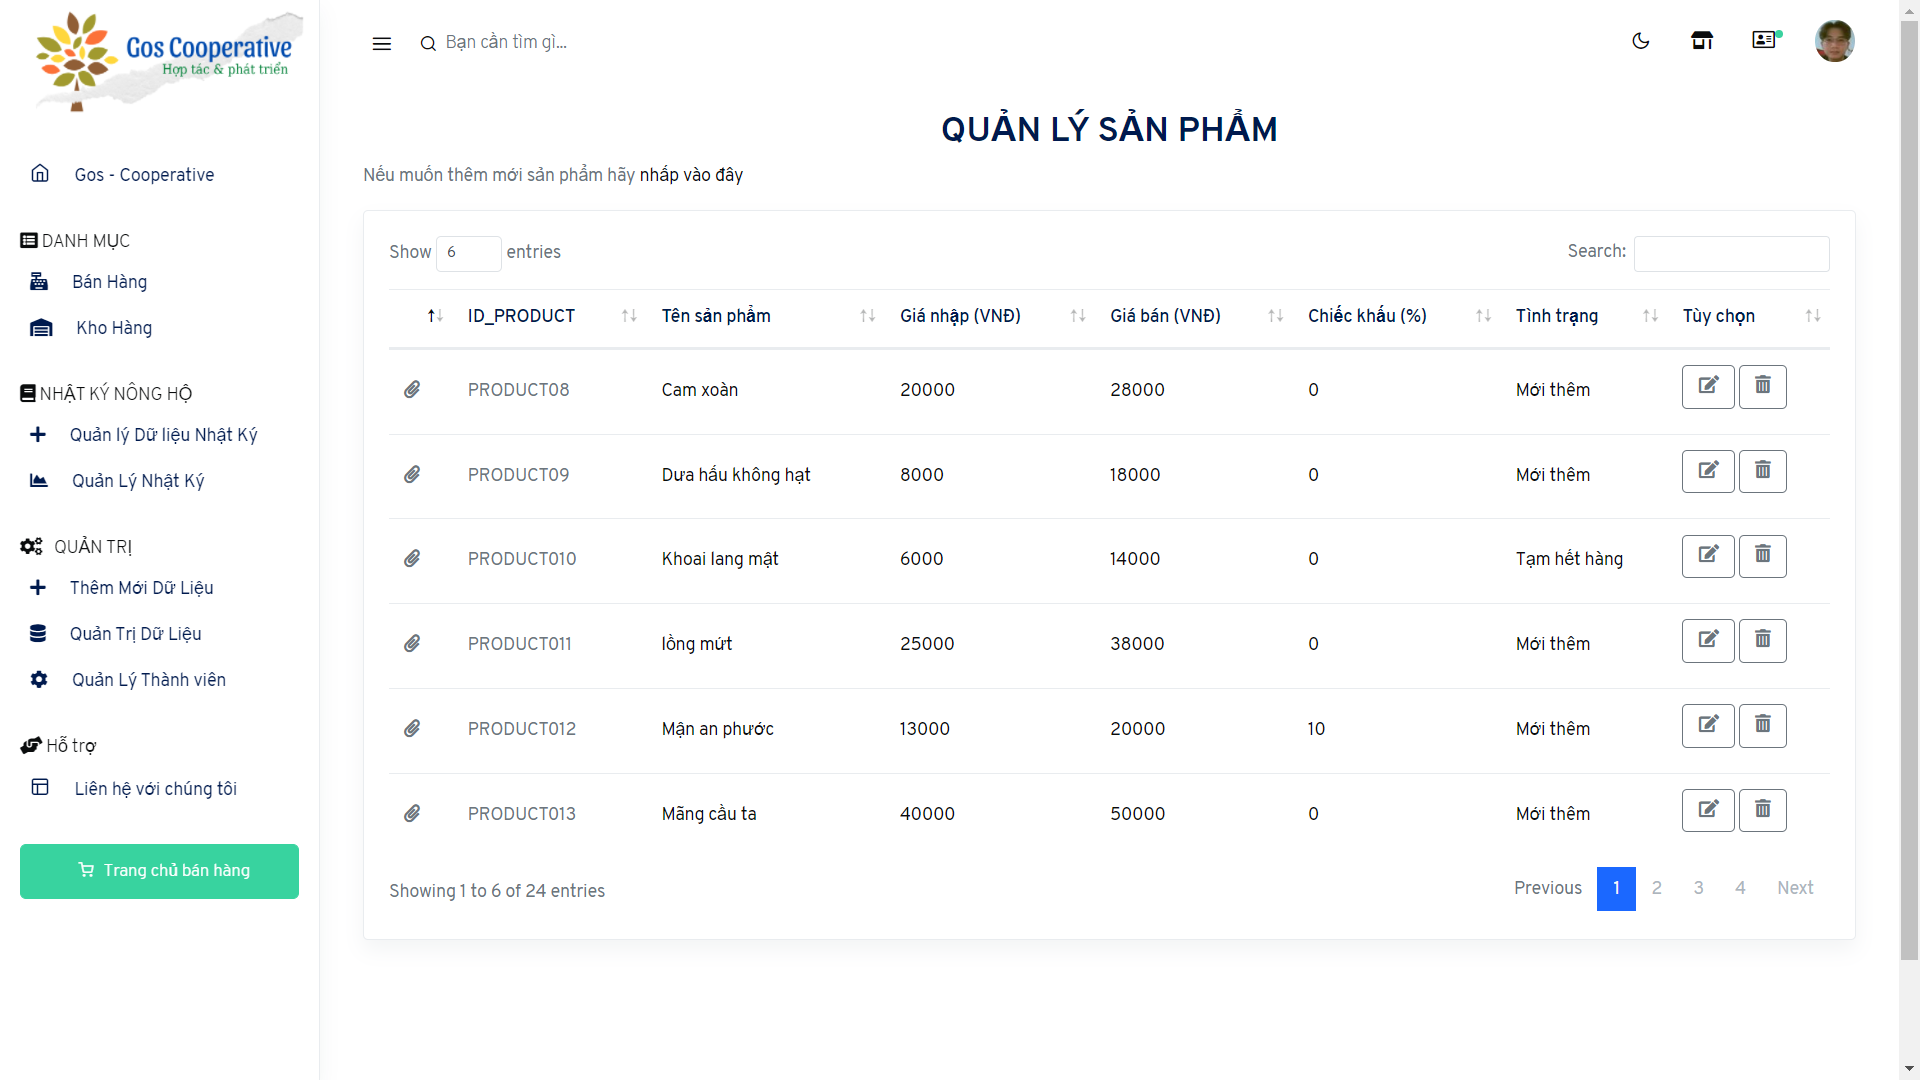 Gos Cooperative
Hợp tác & phát triển
Bạn cần tìm gì...
Gos - Cooperative
DANH MỤC
Bán Hàng
Kho Hàng
NHẬT KÝ NÔNG HỘ
Quản lý Dữ liệu Nhật Ký
Quản Lý Nhật Ký
QUẢN TRỊ
Thêm Mới Dữ Liệu
Quản Trị Dữ Liệu
Quản Lý Thành viên
Hỗ trợ
Liên hệ với chúng tôi
Trang chủ bán hàng
QUẢN LÝ SẢN PHẨM
Nếu muốn thêm mới sản phẩm hãy nhấp vào đây
Show 6 entries Search:
ID_PRODUCT Tên sản phẩm Giá nhập (VNĐ) Giá bán (VNĐ) Chiếc khấu (%) Tình trạng Tùy chọn
PRODUCT08 Cam xoàn 20000 28000 0 Mới thêm
PRODUCT09 Dưa hấu không hạt 8000 18000 0 Mới thêm
PRODUCT010 Khoai lang mật 6000 14000 0 Tạm hết hàng
PRODUCT011 lồng mứt 25000 38000 0 Mới thêm
PRODUCT012 Mận an phước 13000 20000 10 Mới thêm
PRODUCT013 Mãng cầu ta 40000 50000 0 Mới thêm
Showing 1 to 6 of 24 entries Previous 1 2 3 4 Next